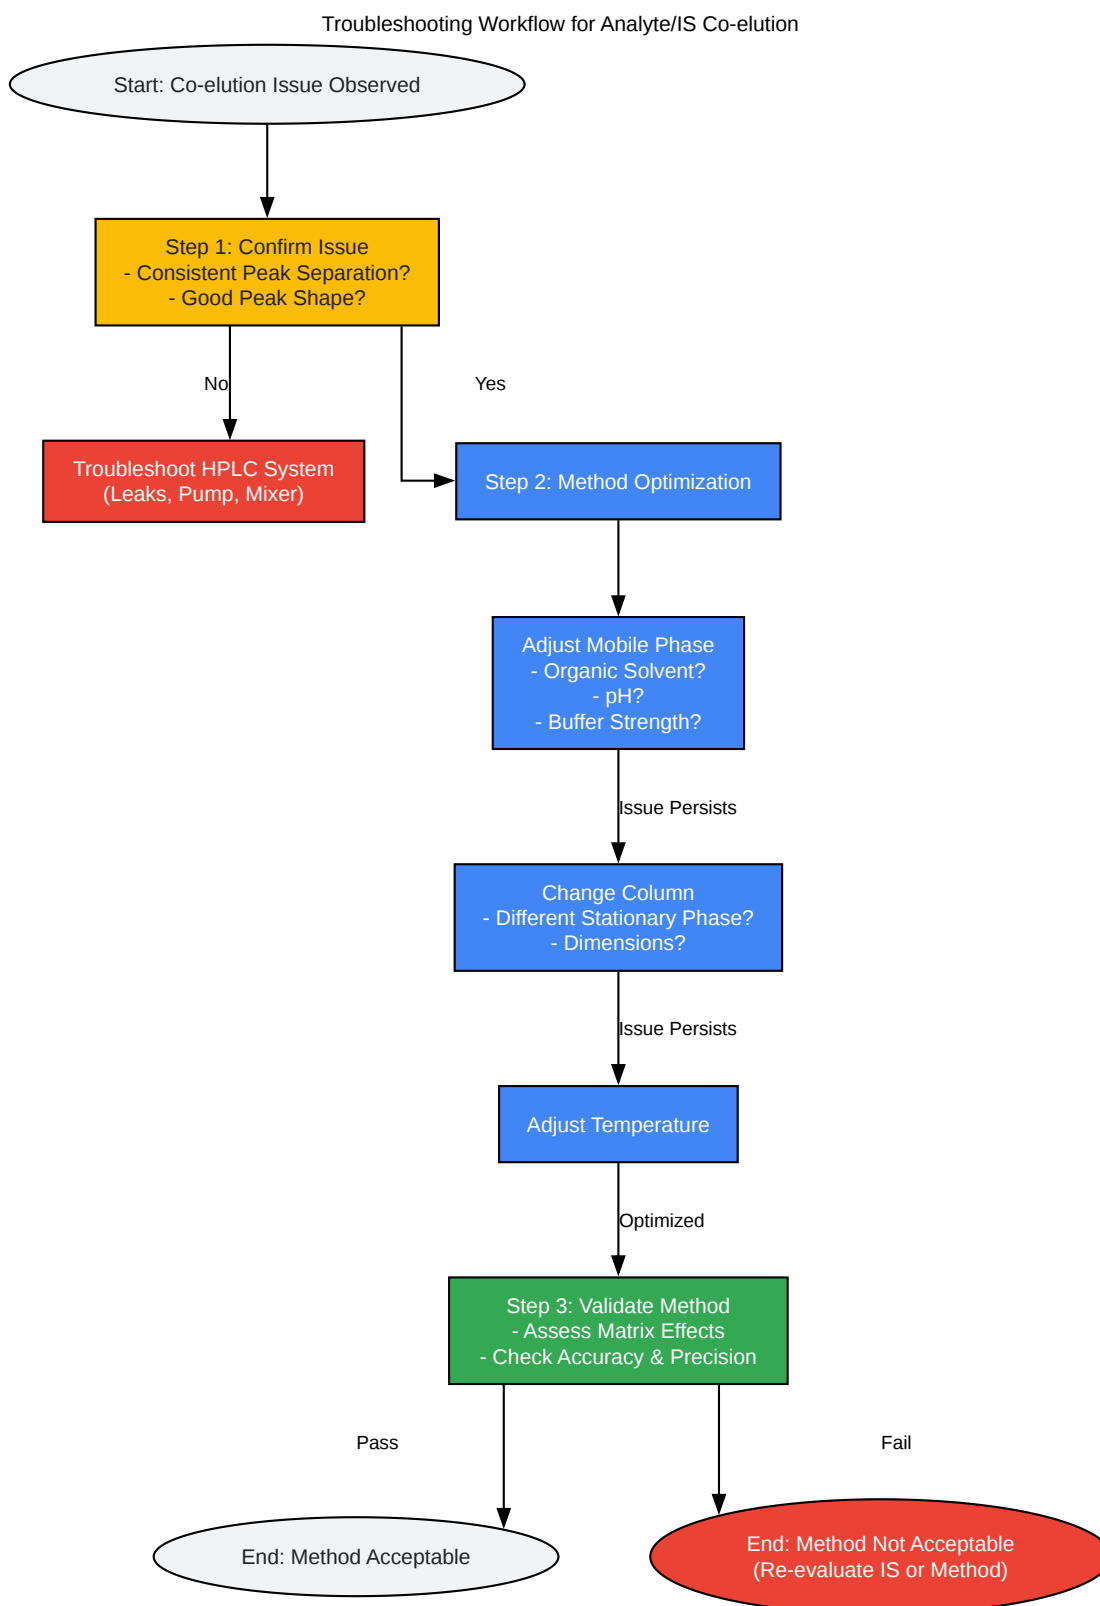 Troubleshooting Workflow for Analyte/IS Co-elution
Start: Co-elution Issue Observed
Step 1: Confirm Issue
- Consistent Peak Separation?
- Good Peak Shape?
No
Yes
Troubleshoot HPLC System
(Leaks, Pump, Mixer)
Step 2: Method Optimization
Adjust Mobile Phase
- Organic Solvent?
- pH?
- Buffer Strength?
Issue Persists
Change Column
- Different Stationary Phase?
- Dimensions?
Issue Persists
Adjust Temperature
Optimized
Step 3: Validate Method
- Assess Matrix Effects
- Check Accuracy & Precision
Pass
Fail
End: Method Acceptable
End: Method Not Acceptable
(Re-evaluate IS or Method)